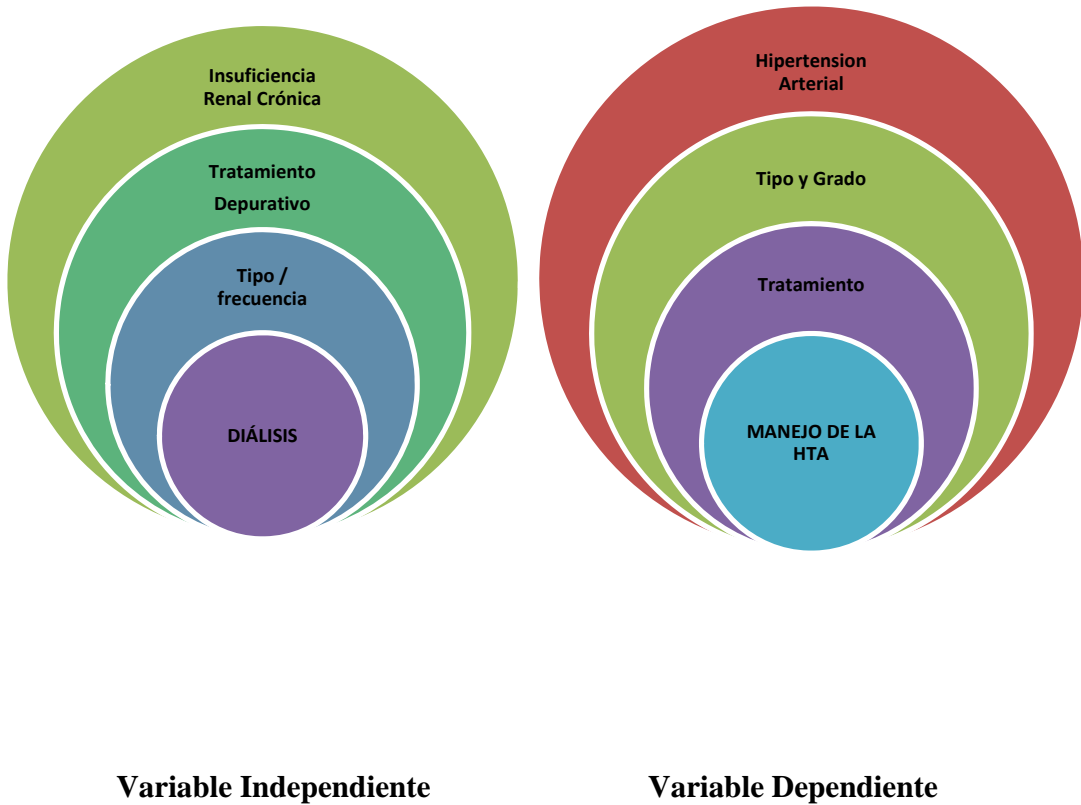 Insuficiencia
Renal Crónica
Tratamiento
Depurativo
Tipo /
frecuencia
DIÁLISIS
Hipertension
Arterial
Tipo y Grado
Tratamiento
MANEJO DE LA
HTA
Variable Independiente
Variable Dependiente